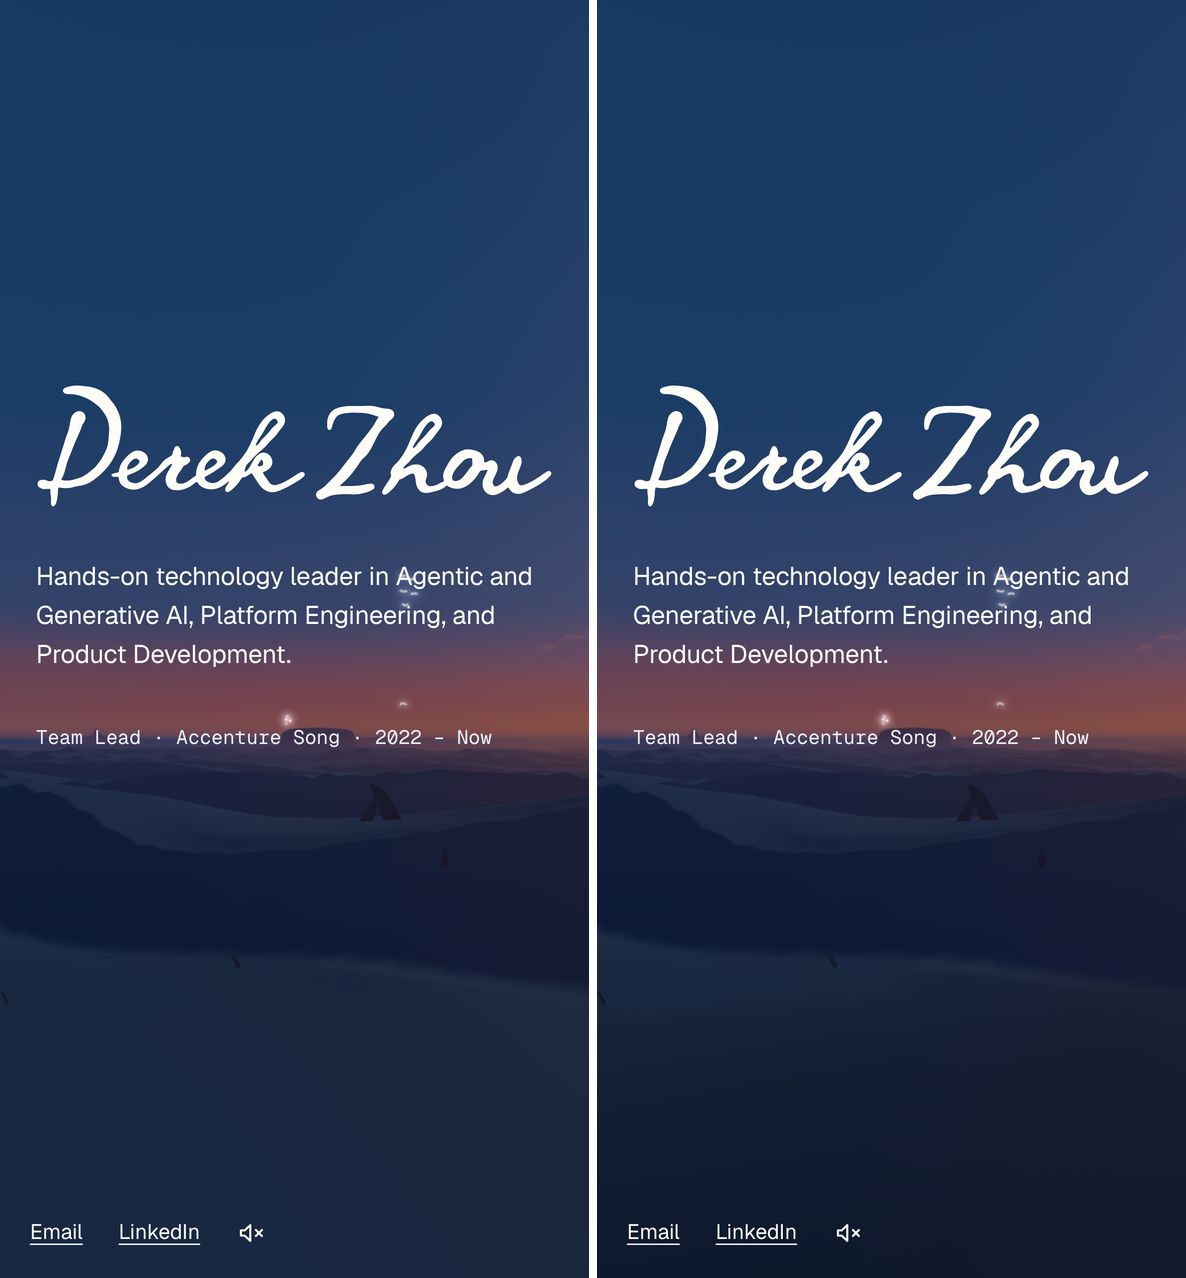 Derek Zhou
Hands-on technology leader in Agentic and
Generative AI, Platform Engineering, and
Product Development.
Team Lead · Accenture Song · 2022 – Now
Email LinkedIn
Derek Zhou
Hands-on technology leader in Agentic and
Generative AI, Platform Engineering, and
Product Development.
Team Lead · Accenture Song · 2022 – Now
Email LinkedIn